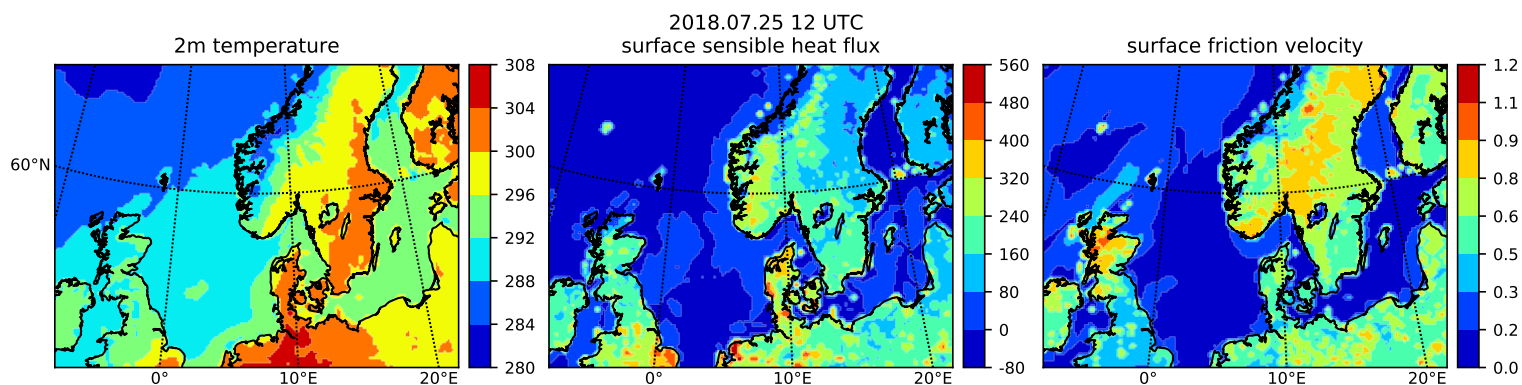 2018.07.25 12 UTC
2m temperature
surface sensible heat flux
surface friction velocity
60°N
308
304
300
296
292
288
284
280
0°
10°E
20°E
560
480
400
320
240
160
80
0
-80
0°
10°E
20°E
1.2
1.1
0.9
0.8
0.6
0.5
0.3
0.2
0.0
0°
10°E
20°E